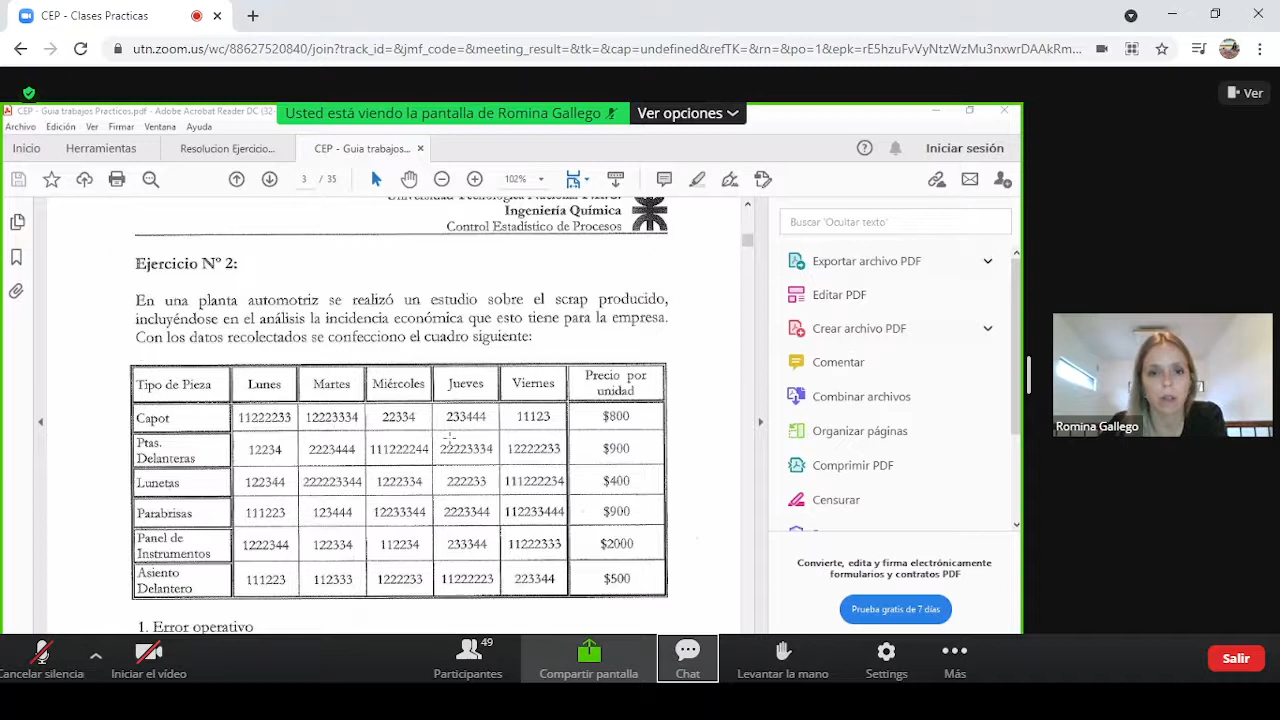 CEP - Clases Practicas
utn.zoom.us/wc/88627520840/join?track_id=&jmf_code=&meeting_result=&tk=&cap=undefined&refTK=&rn=&po=1&epk=rE5hzuFvVyNtzWzMu3nxwrDAAkRm...
Ver
CEP - Guia trabajos Practicos.pdf - Adobe Acrobat Reader DC (32-
Usted está viendo la pantalla de Romina Gallego
Ver opciones
Archivo Edición Ver Firmar Ventana Ayuda
Inicio Herramientas Resolucion Ejercicio... CEP - Guia trabajos... Iniciar sesión
3 / 35 102%
Ingeniería Química
Control Estadístico de Procesos
Buscar 'Ocultar texto'
Exportar archivo PDF
Editar PDF
Crear archivo PDF
Comentar
Combinar archivos
Organizar páginas
Comprimir PDF
Censurar
Convierte, edita y firma electrónicamente
formularios y contratos PDF
Prueba gratis de 7 días
Ejercicio Nº 2:
En una planta automotriz se realizó un estudio sobre el scrap producido,
incluyéndose en el análisis la incidencia económica que esto tiene para la empresa.
Con los datos recolectados se confecciono el cuadro siguiente:
Tipo de Pieza Lunes Martes Miércoles Jueves Viernes Precio por
unidad
Capot 11222233 12223334 22334 233444 11123 $800
Ptas.
Delanteras 12234 2223444 111222244 22223334 12222233 $900
Lunetas 122344 222223344 1222334 222233 111222234 $400
Parabrisas 111223 123444 12233344 2223344 112233444 $900
Panel de
Instrumentos 1222344 122334 112234 233344 11222333 $2000
Asiento
Delantero 111223 112333 1222233 11222223 223344 $500
1. Error operativo
Romina Gallego
Cancelar silencia
Iniciar el vídeo
49
Participantes
Compartir pantalla
Chat
Levantar la mano
Settings
Más
Salir